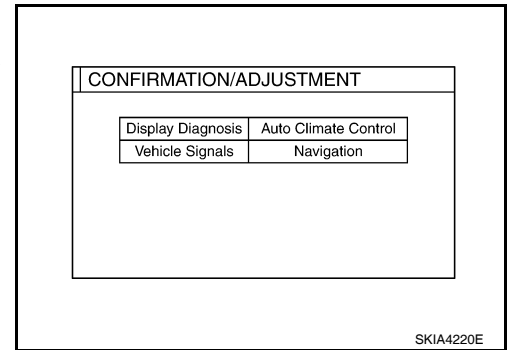 CONFIRMATION/ADJUSTMENT
Display Diagnosis Auto Climate Control
Vehicle Signals Navigation
SKIA4220E